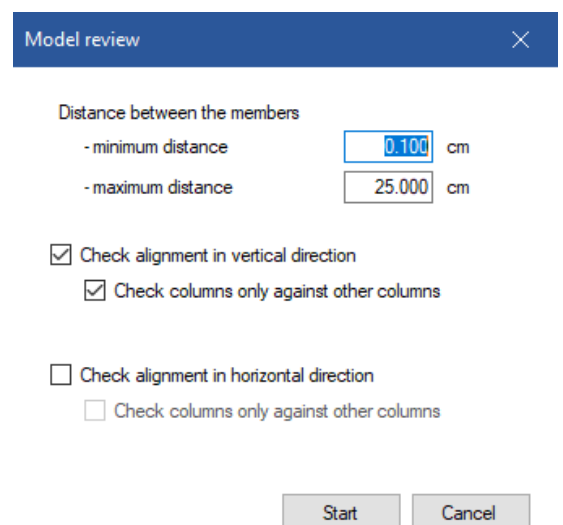 Model review
Distance between the members
- minimum distance 0.100 cm
- maximum distance 25.000 cm
Check alignment in vertical direction
Check columns only against other columns
Check alignment in horizontal direction
Check columns only against other columns
Start Cancel